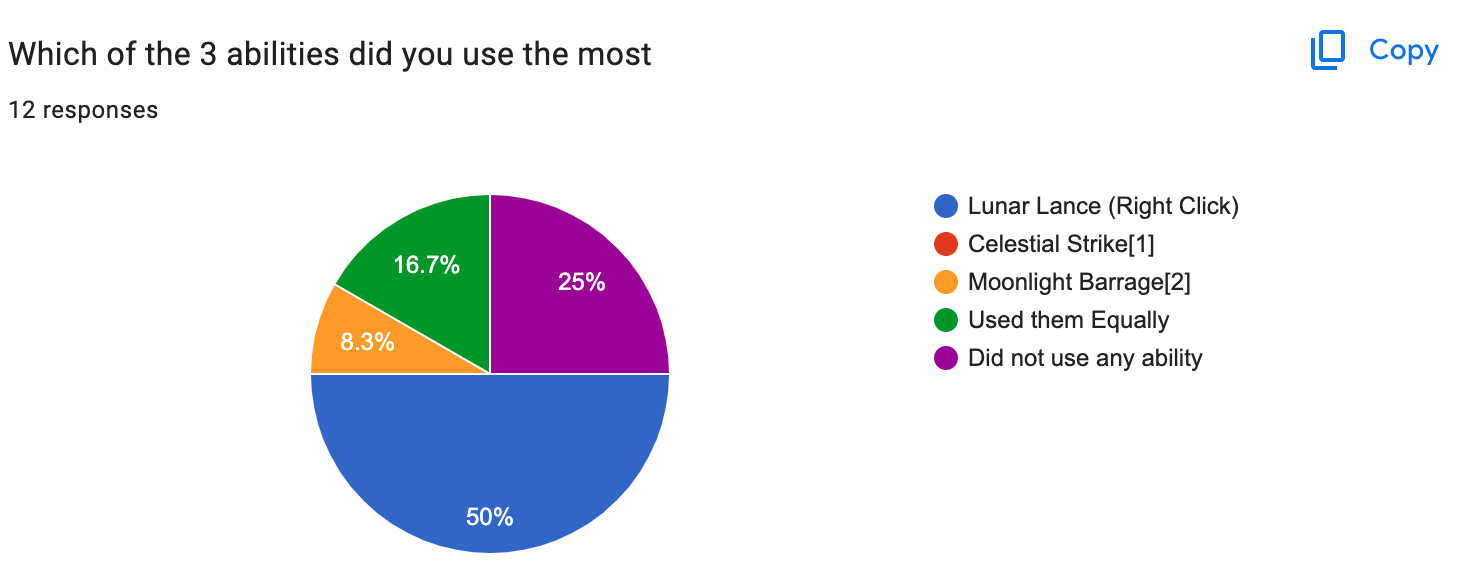 Which of the 3 abilities did you use the most
Copy
12 responses
16.7%
25%
8.3%
50%
Lunar Lance (Right Click)
Celestial Strike[1]
Moonlight Barrage[2]
Used them Equally
Did not use any ability